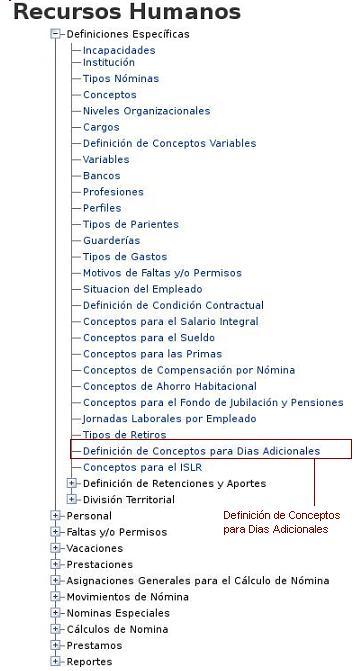 Recursos Humanos
Definiciones Específicas
Incapacidades
Institución
Tipos Nóminas
Conceptos
Niveles Organizacionales
Cargos
Definición de Conceptos Variables
Variables
Bancos
Profesiones
Perfiles
Tipos de Parientes
Guarderías
Tipos de Gastos
Motivos de Faltas y/o Permisos
Situacion del Empleado
Definición de Condición Contractual
Conceptos para el Salario Integral
Conceptos para el Sueldo
Conceptos para las Primas
Conceptos de Compensación por Nómina
Conceptos de Ahorro Habitacional
Conceptos para el Fondo de Jubilación y Pensiones
Jornadas Laborales por Empleado
Tipos de Retiros
Definición de Conceptos para Dias Adicionales
Conceptos para el ISLR
Definición de Retenciones y Aportes
División Territorial
Personal
Faltas y/o Permisos
Vacaciones
Prestaciones
Asignaciones Generales para el Cálculo de Nómina
Movimientos de Nómina
Nominas Especiales
Cálculos de Nomina
Prestamos
Reportes
Definición de Conceptos
para Dias Adicionales